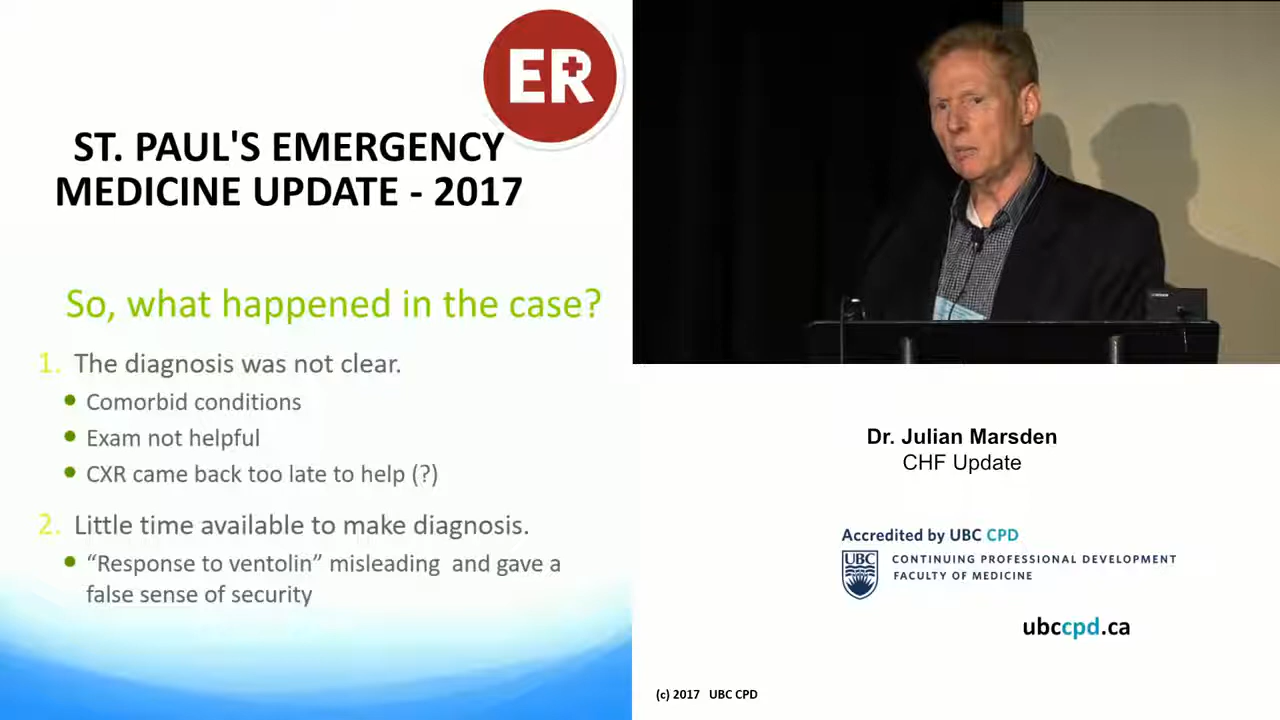 ER
ST. PAUL'S EMERGENCY
MEDICINE UPDATE - 2017
So, what happened in the case?
1. The diagnosis was not clear.
Comorbid conditions
Exam not helpful
CXR came back too late to help (?)
2. Little time available to make diagnosis.
“Response to ventolin” misleading and gave a
false sense of security
Dr. Julian Marsden
CHF Update
Accredited by UBC CPD
UBC
CONTINUING PROFESSIONAL DEVELOPMENT
FACULTY OF MEDICINE
ubccpd.ca
(c) 2017 UBC CPD